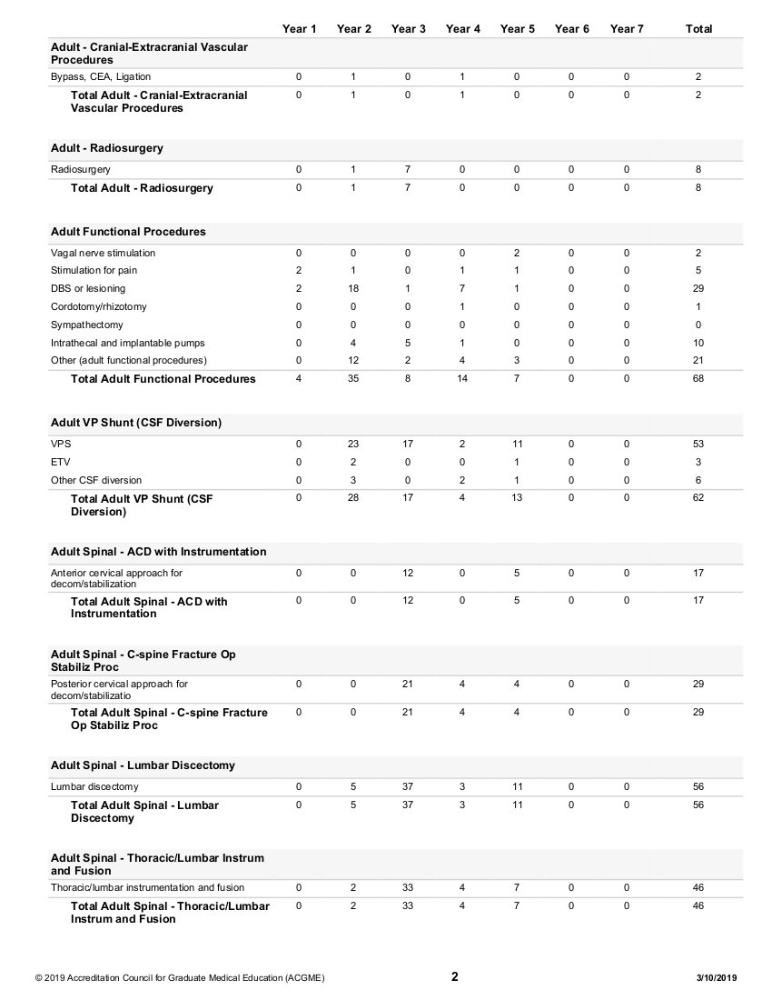 Year 1 Year 2 Year 3 Year 4 Year 5 Year 6 Year 7 Total
Adult - Cranial-Extracranial Vascular
Procedures
Bypass, CEA, Ligation 0 1 0 1 0 0 0 2
Total Adult - Cranial-Extracranial 0 1 0 1 0 0 0 2
Vascular Procedures
Adult - Radiosurgery
Radiosurgery 0 1 7 0 0 0 0 8
Total Adult - Radiosurgery 0 1 7 0 0 0 0 8
Adult Functional Procedures
Vagal nerve stimulation 0 0 0 0 2 0 0 2
Stimulation for pain 2 1 0 1 1 0 0 5
DBS or lesioning 2 18 1 7 1 0 0 29
Cordotomy/rhizotomy 0 0 0 1 0 0 0 1
Sympathectomy 0 0 0 0 0 0 0 0
Intrathecal and implantable pumps 0 4 5 1 0 0 0 10
Other (adult functional procedures) 0 12 2 4 3 0 0 21
Total Adult Functional Procedures 4 35 8 14 7 0 0 68
Adult VP Shunt (CSF Diversion)
VPS 0 23 17 2 11 0 0 53
ETV 0 2 0 0 1 0 0 3
Other CSF diversion 0 3 0 2 1 0 0 6
Total Adult VP Shunt (CSF 0 28 17 4 13 0 0 62
Diversion)
Adult Spinal - ACD with Instrumentation
Anterior cervical approach for 0 0 12 0 5 0 0 17
decom/stabilization
Total Adult Spinal - ACD with 0 0 12 0 5 0 0 17
Instrumentation
Adult Spinal - C-spine Fracture Op
Stabiliz Proc
Posterior cervical approach for 0 0 21 4 4 0 0 29
decom/stabilizatio
Total Adult Spinal - C-spine Fracture 0 0 21 4 4 0 0 29
Op Stabiliz Proc
Adult Spinal - Lumbar Discectomy
Lumbar discectomy 0 5 37 3 11 0 0 56
Total Adult Spinal - Lumbar 0 5 37 3 11 0 0 56
Discectomy
Adult Spinal - Thoracic/Lumbar Instrum
and Fusion
Thoracic/lumbar instrumentation and fusion 0 2 33 4 7 0 0 46
Total Adult Spinal - Thoracic/Lumbar 0 2 33 4 7 0 0 46
Instrum and Fusion
© 2019 Accreditation Council for Graduate Medical Education (ACGME) 2 3/10/2019